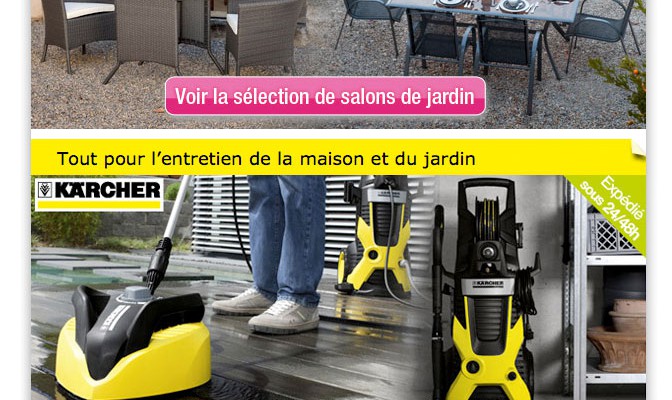 Voir la sélection de salons de jardin
Tout pour l'entretien de la maison et du jardin
KÄRCHER
Expédié
sous 24/48h
KÄRCHER